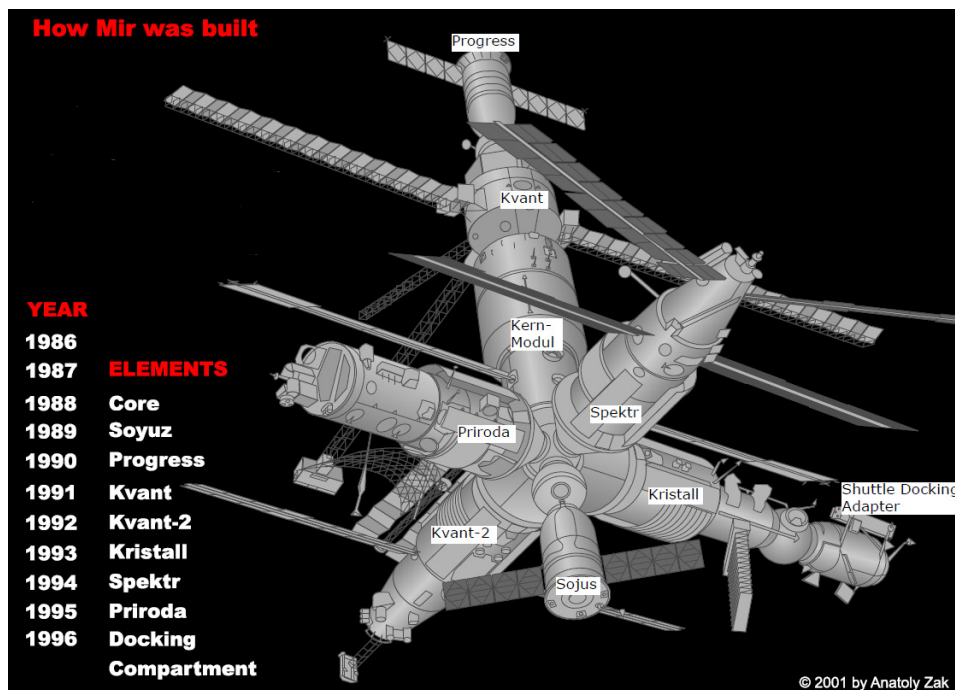 How Mir was built
Progress
Kvant
Kern-
Modul
Spektr
Priroda
Kristall
Shuttle Docking
Adapter
Kvant-2
Sojus
YEAR
1986
1987
1988
1989
1990
1991
1992
1993
1994
1995
1996
ELEMENTS
Core
Soyuz
Progress
Kvant
Kvant-2
Kristall
Spektr
Priroda
Docking
Compartment
© 2001 by Anatoly Zak